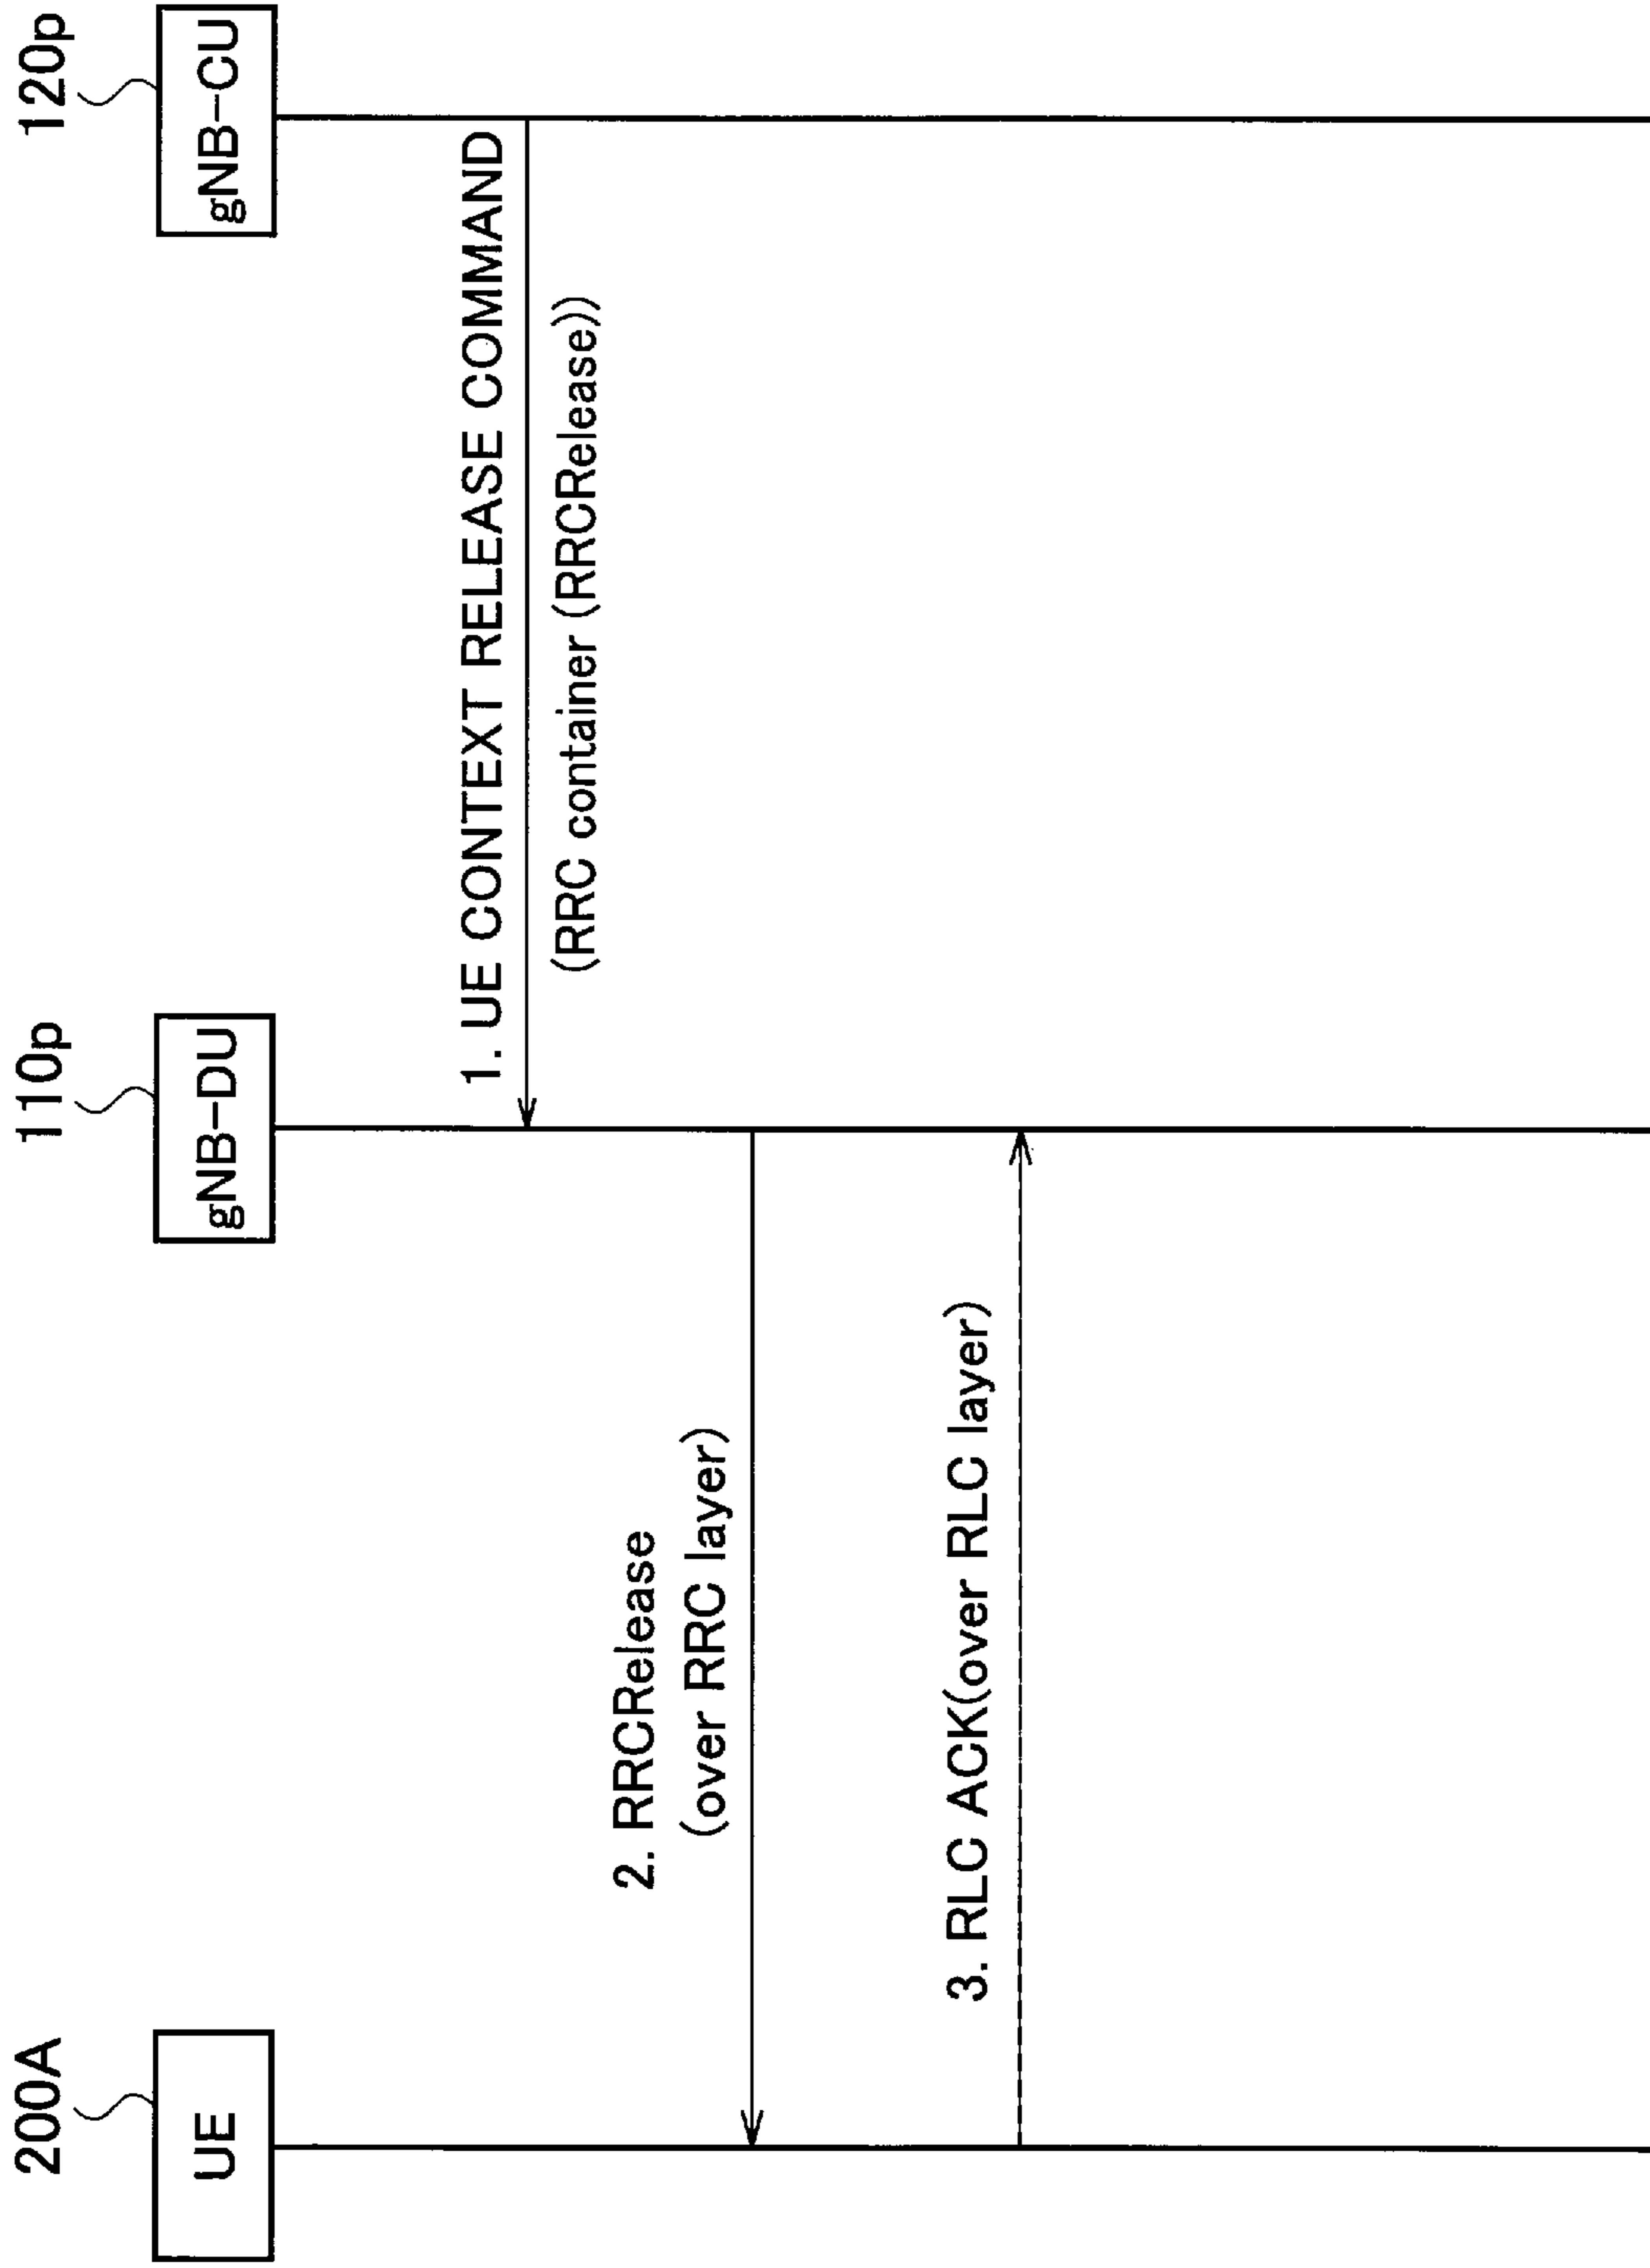 200A
110p
120p
UE
gNB-DU
gNB-CU
1. UE CONTEXT RELEASE COMMAND
(RRC container (RRCRelease))
2. RRCRelease
(over RRC layer)
3. RLC ACK(over RLC layer)